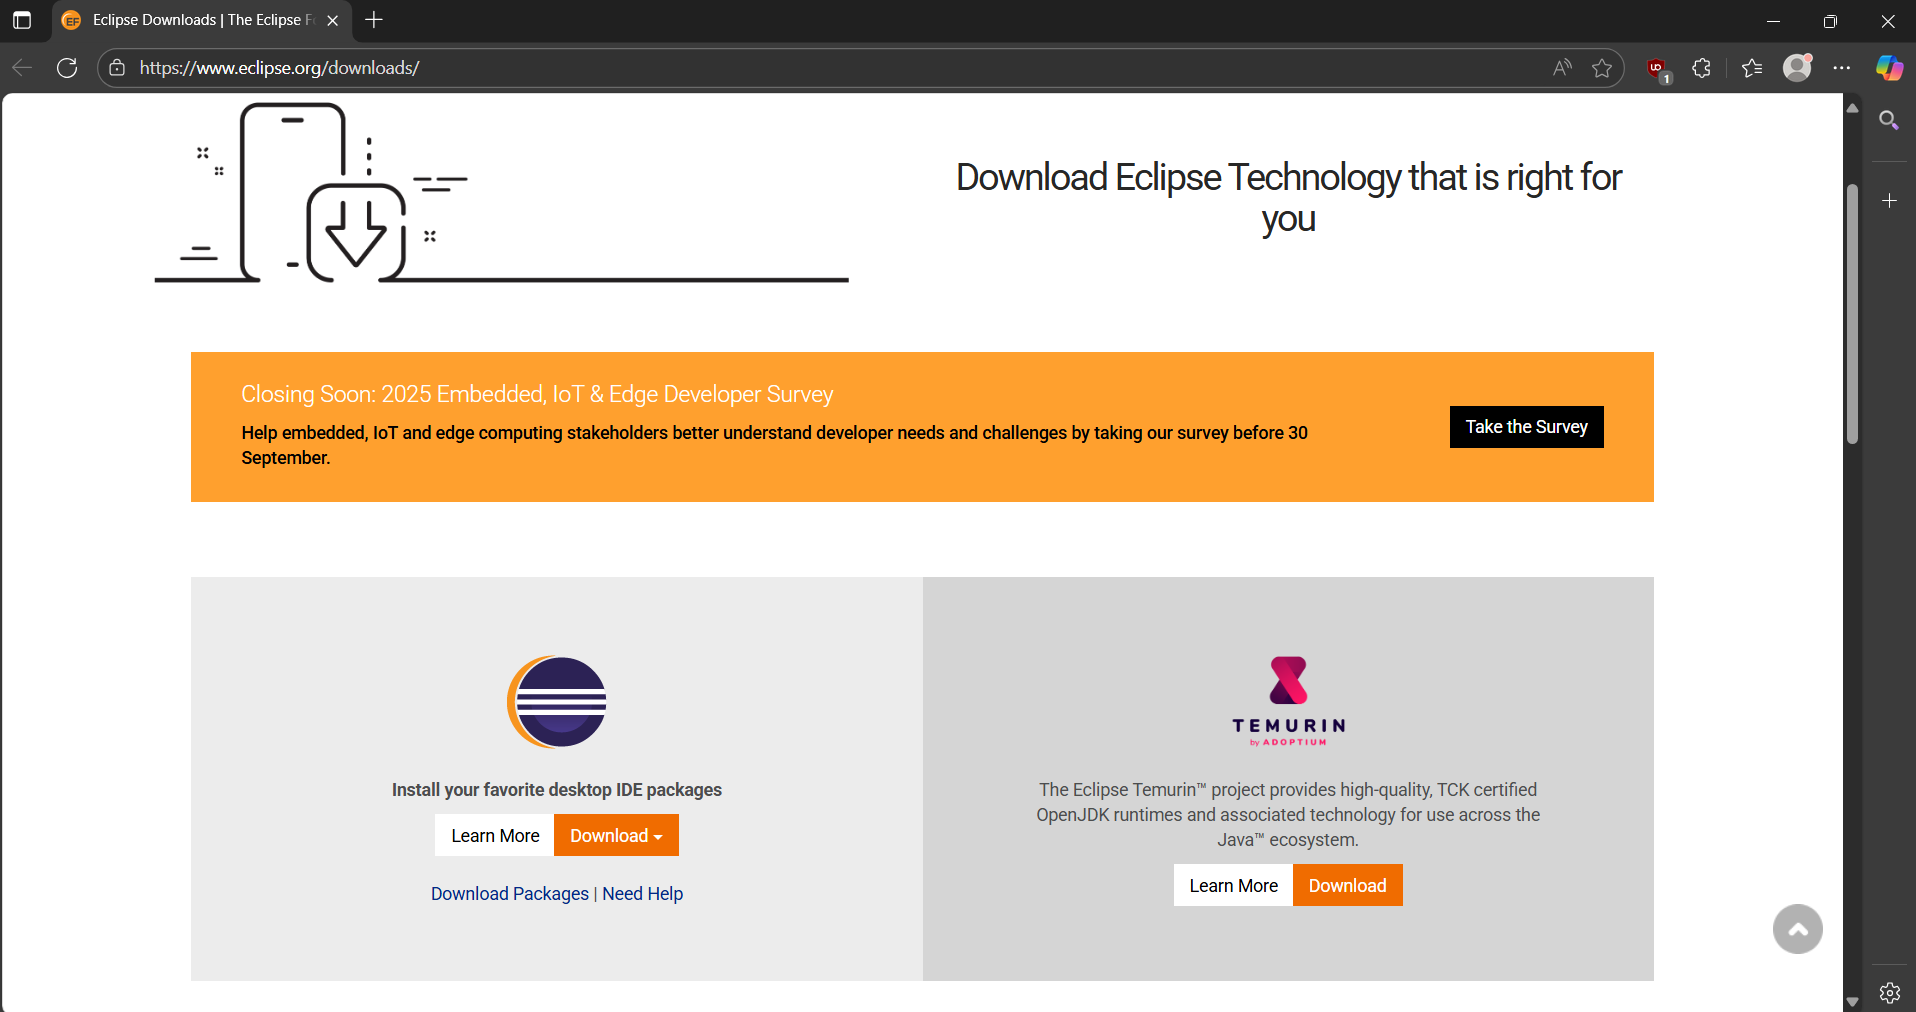 Eclipse Downloads | The Eclipse F
https://www.eclipse.org/downloads/
1
Download Eclipse Technology that is right for
you
Closing Soon: 2025 Embedded, IoT & Edge Developer Survey
Help embedded, IoT and edge computing stakeholders better understand developer needs and challenges by taking our survey before 30
September.
Take the Survey
Install your favorite desktop IDE packages
Learn More
Download
Download Packages | Need Help
TEMURIN
by ADOPTIUM
The Eclipse Temurin™ project provides high-quality, TCK certified
OpenJDK runtimes and associated technology for use across the
Java™ ecosystem.
Learn More
Download